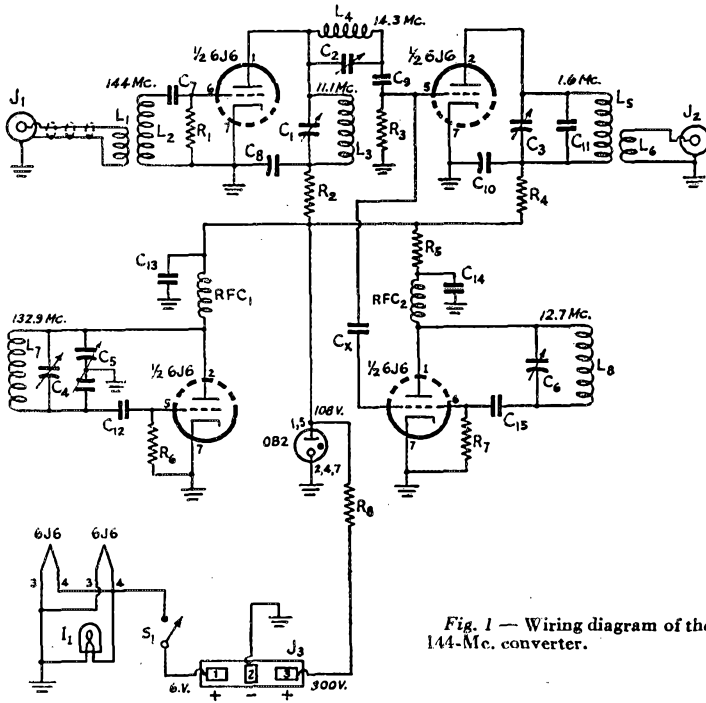 L4
14.3 Mc.
½ 6J6
1
C2
½ 6J6
2
J1
144 Mc.
C7
6
11.1 Mc.
C9
5
1.6 Mc.
J2
L1
L2
R1
7
C1
L3
R3
7
C3
C11
L5
L6
C8
C10
R2
R4
C13
RFC1
R5
RFC2
C14
132.9 Mc.
12.7 Mc.
L7
C4
C5
½ 6J6
2
CX
½ 6J6
1
C6
L8
5
108 V.
6
C12
R6
7
1,5
OB2
2,4,7
7
R7
C15
R8
6J6
6J6
3
4
3
4
I1
S1
J3
6 V.
1
2
3
300 V.
+
−
+
Fig. 1 — Wiring diagram of the
144-Mc. converter.